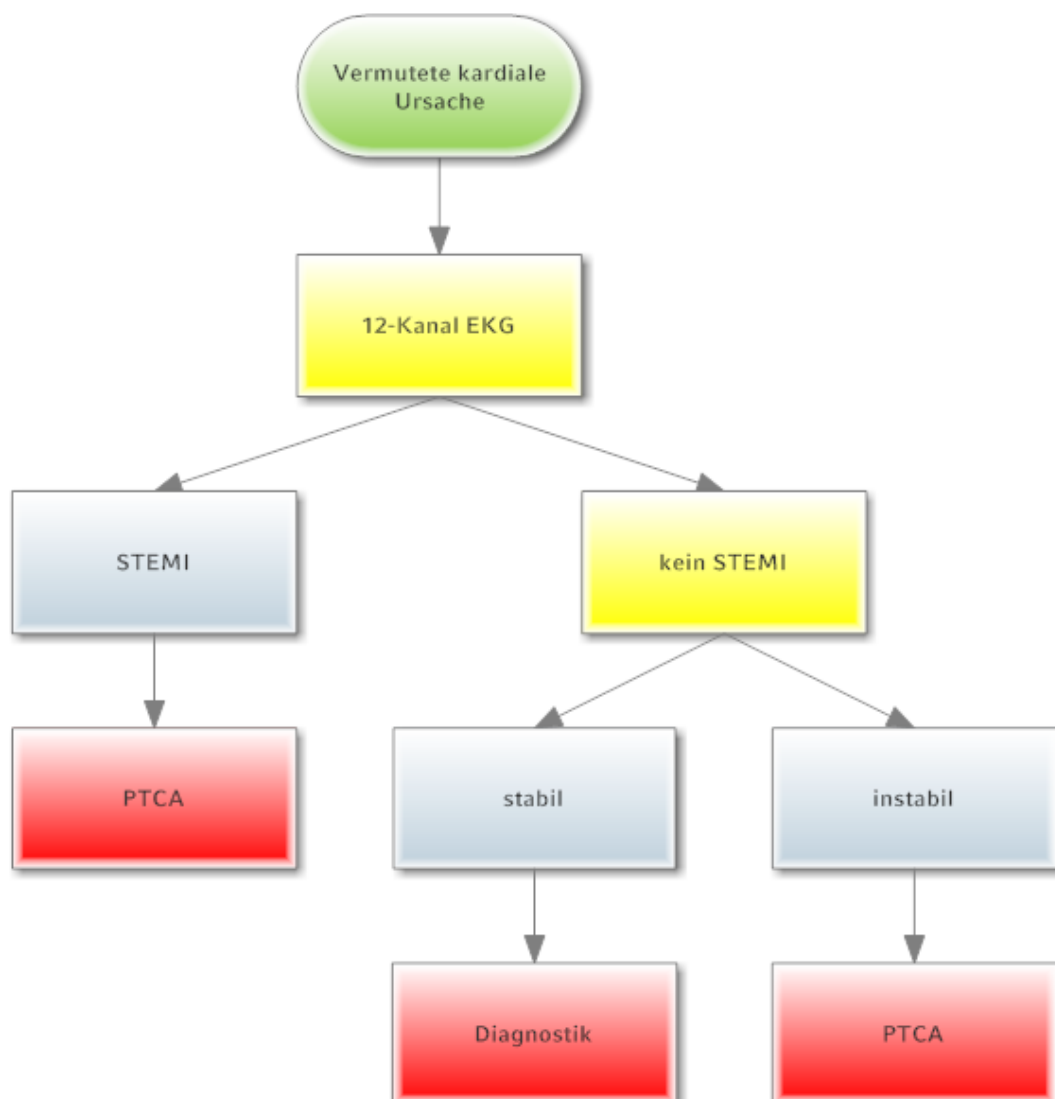 Vermutete kardiale
Ursache
12-Kanal EKG
STEMI
kein STEMI
PTCA
stabil
instabil
Diagnostik
PTCA